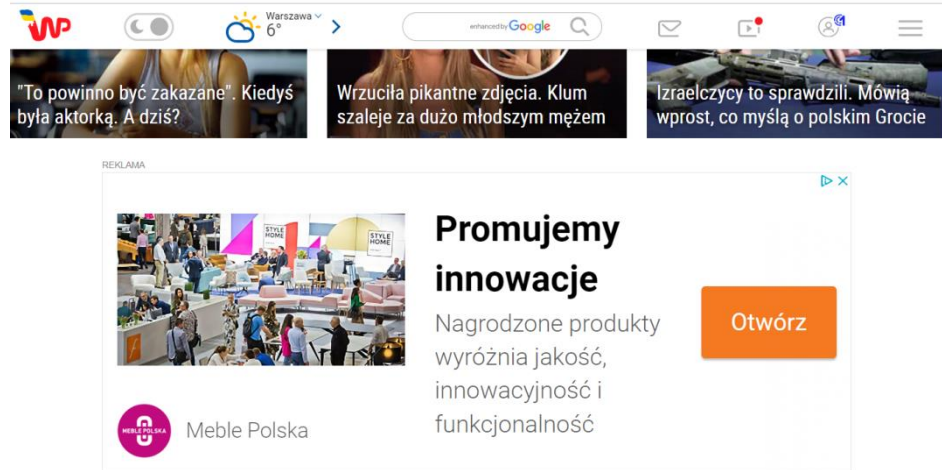 wp
Warszawa
6°
enhanced by Google
"To powinno być zakazane". Kiedyś
była aktorką. A dziś?
Wrzuciła pikantne zdjęcia. Klum
szaleje za dużo młodszym mężem
Izraelczycy to sprawdzili. Mówią
wprost, co myślą o polskim Grocie
REKLAMA
STYLE
HOME
STYLE
HOME
Promujemy
innowacje
Nagrodzone produkty
wyróżnia jakość,
innowacyjność i
funkcjonalność
Otwórz
MEBLE POLSKA
Meble Polska